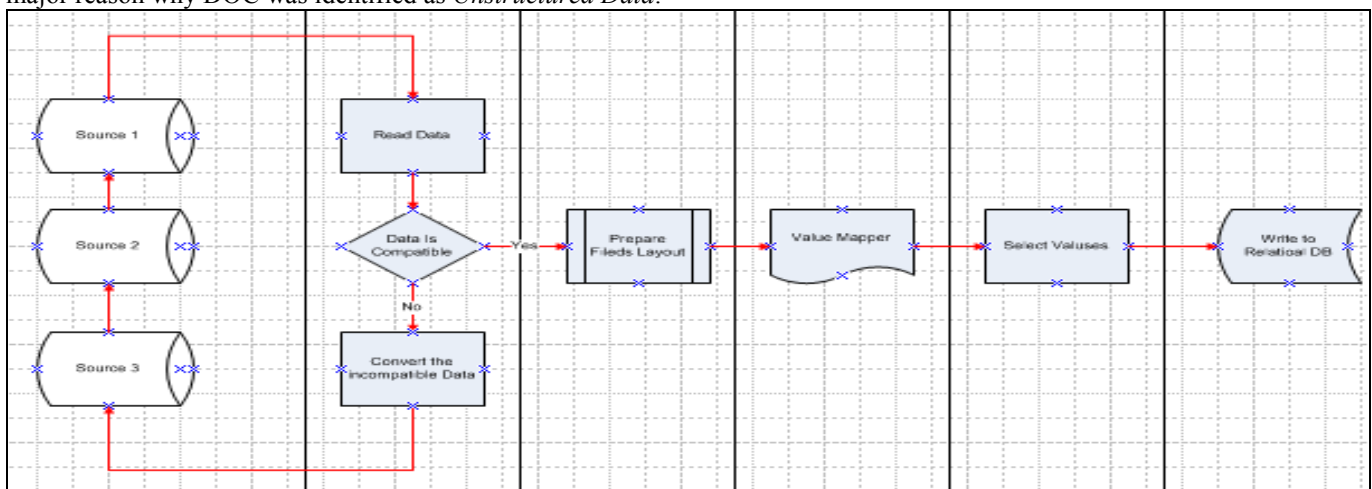 major reason why DOC was identified as Unstructured Data.
Source 1
Read Data
Source 2
Data Is
Compatible
Yes
Prepare
Fileds Layout
Value Mapper
Select Valuses
Write to
Relatioal DB
No
Source 3
Convert the
incompatible Data